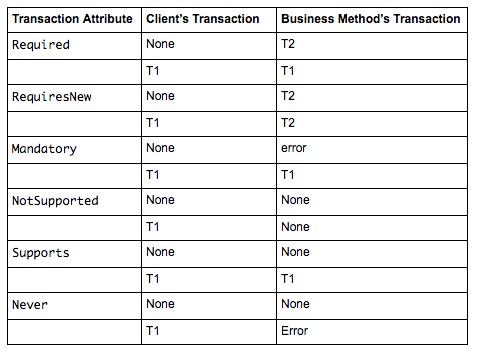 Transaction Attribute Client's Transaction Business Method's Transaction
Required None T2
T1 T1
RequiresNew None T2
T1 T2
Mandatory None error
T1 T1
NotSupported None None
T1 None
Supports None None
T1 T1
Never None None
T1 Error